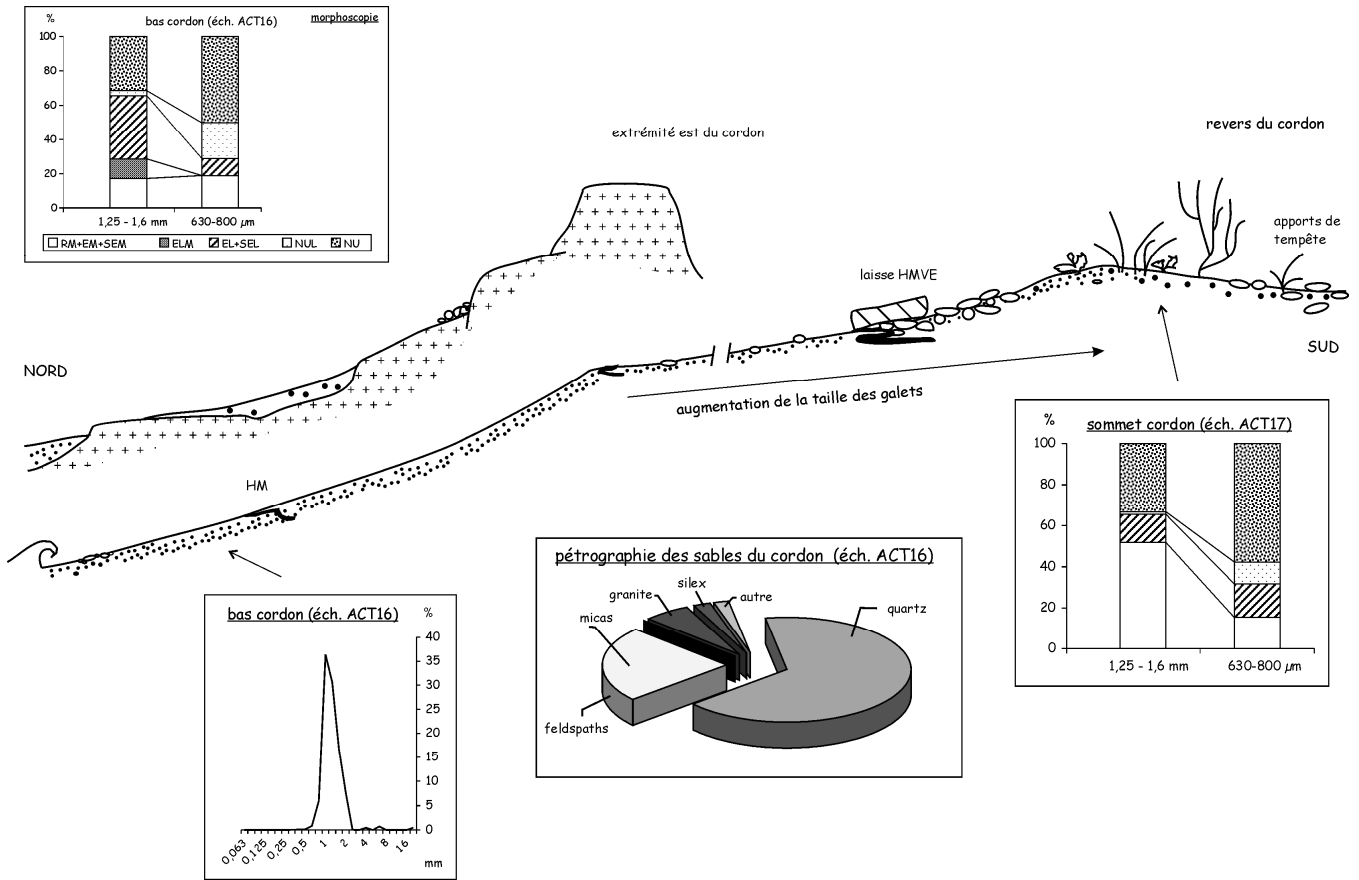 %
bas cordon (éch. ACT16)
morphoscopie
100
80
60
40
20
0
1,25 - 1,6 mm
630-800 µm
RM+EM+SEM
ELM
EL+SEL
NUL
NU
extrémité est du cordon
revers du cordon
apports de
tempête
laisse HMVE
NORD
SUD
augmentation de la taille des galets
HM
%
sommet cordon (éch. ACT17)
100
80
60
40
20
0
1,25 - 1,6 mm
630-800 µm
pétrographie des sables du cordon (éch. ACT16)
silex
granite
autre
micas
quartz
feldspaths
bas cordon (éch. ACT16)
%
40
35
30
25
20
15
10
5
0
0,063
0,125
0,25
0,5
1
2
4
8
16
mm